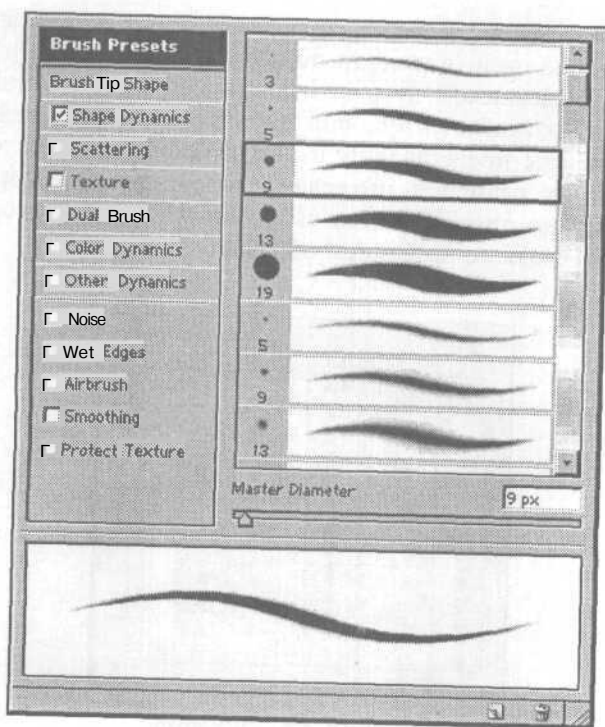 Brush Presets
Brush Tip Shape
Shape Dynamics
Scattering
Texture
Dual Brush
Color Dynamics
Other Dynamics
Noise
Wet Edges
Airbrush
Smoothing
Protect Texture
3
5
9
13
19
5
9
13
Master Diameter
9 px